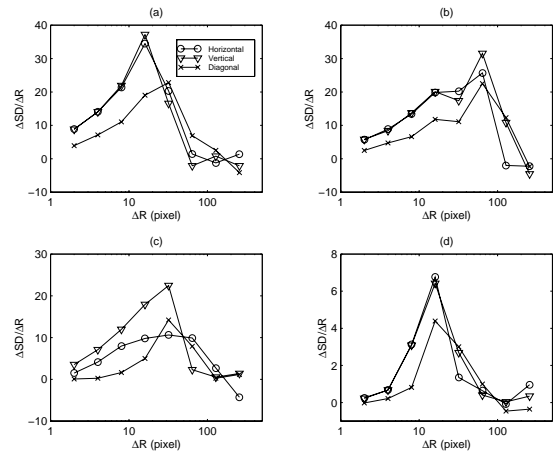 (a)
40
30
20
10
0
−10
ΔSD/ΔR
1
10
100
ΔR (pixel)
Horizontal
Vertical
Diagonal
(b)
40
30
20
10
0
−10
ΔSD/ΔR
1
10
100
ΔR (pixel)
(c)
30
20
10
0
−10
ΔSD/ΔR
1
10
100
ΔR (pixel)
(d)
8
6
4
2
0
ΔSD/ΔR
1
10
100
ΔR (pixel)